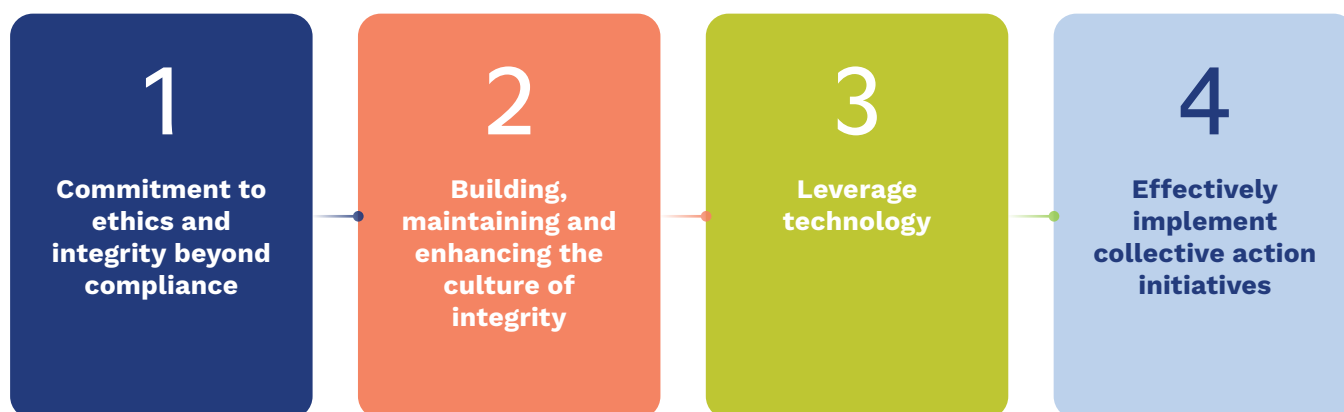 1
Commitment to
ethics and
integrity beyond
compliance
2
Building,
maintaining and
enhancing the
culture of
integrity
3
Leverage
technology
4
Effectively
implement
collective action
initiatives